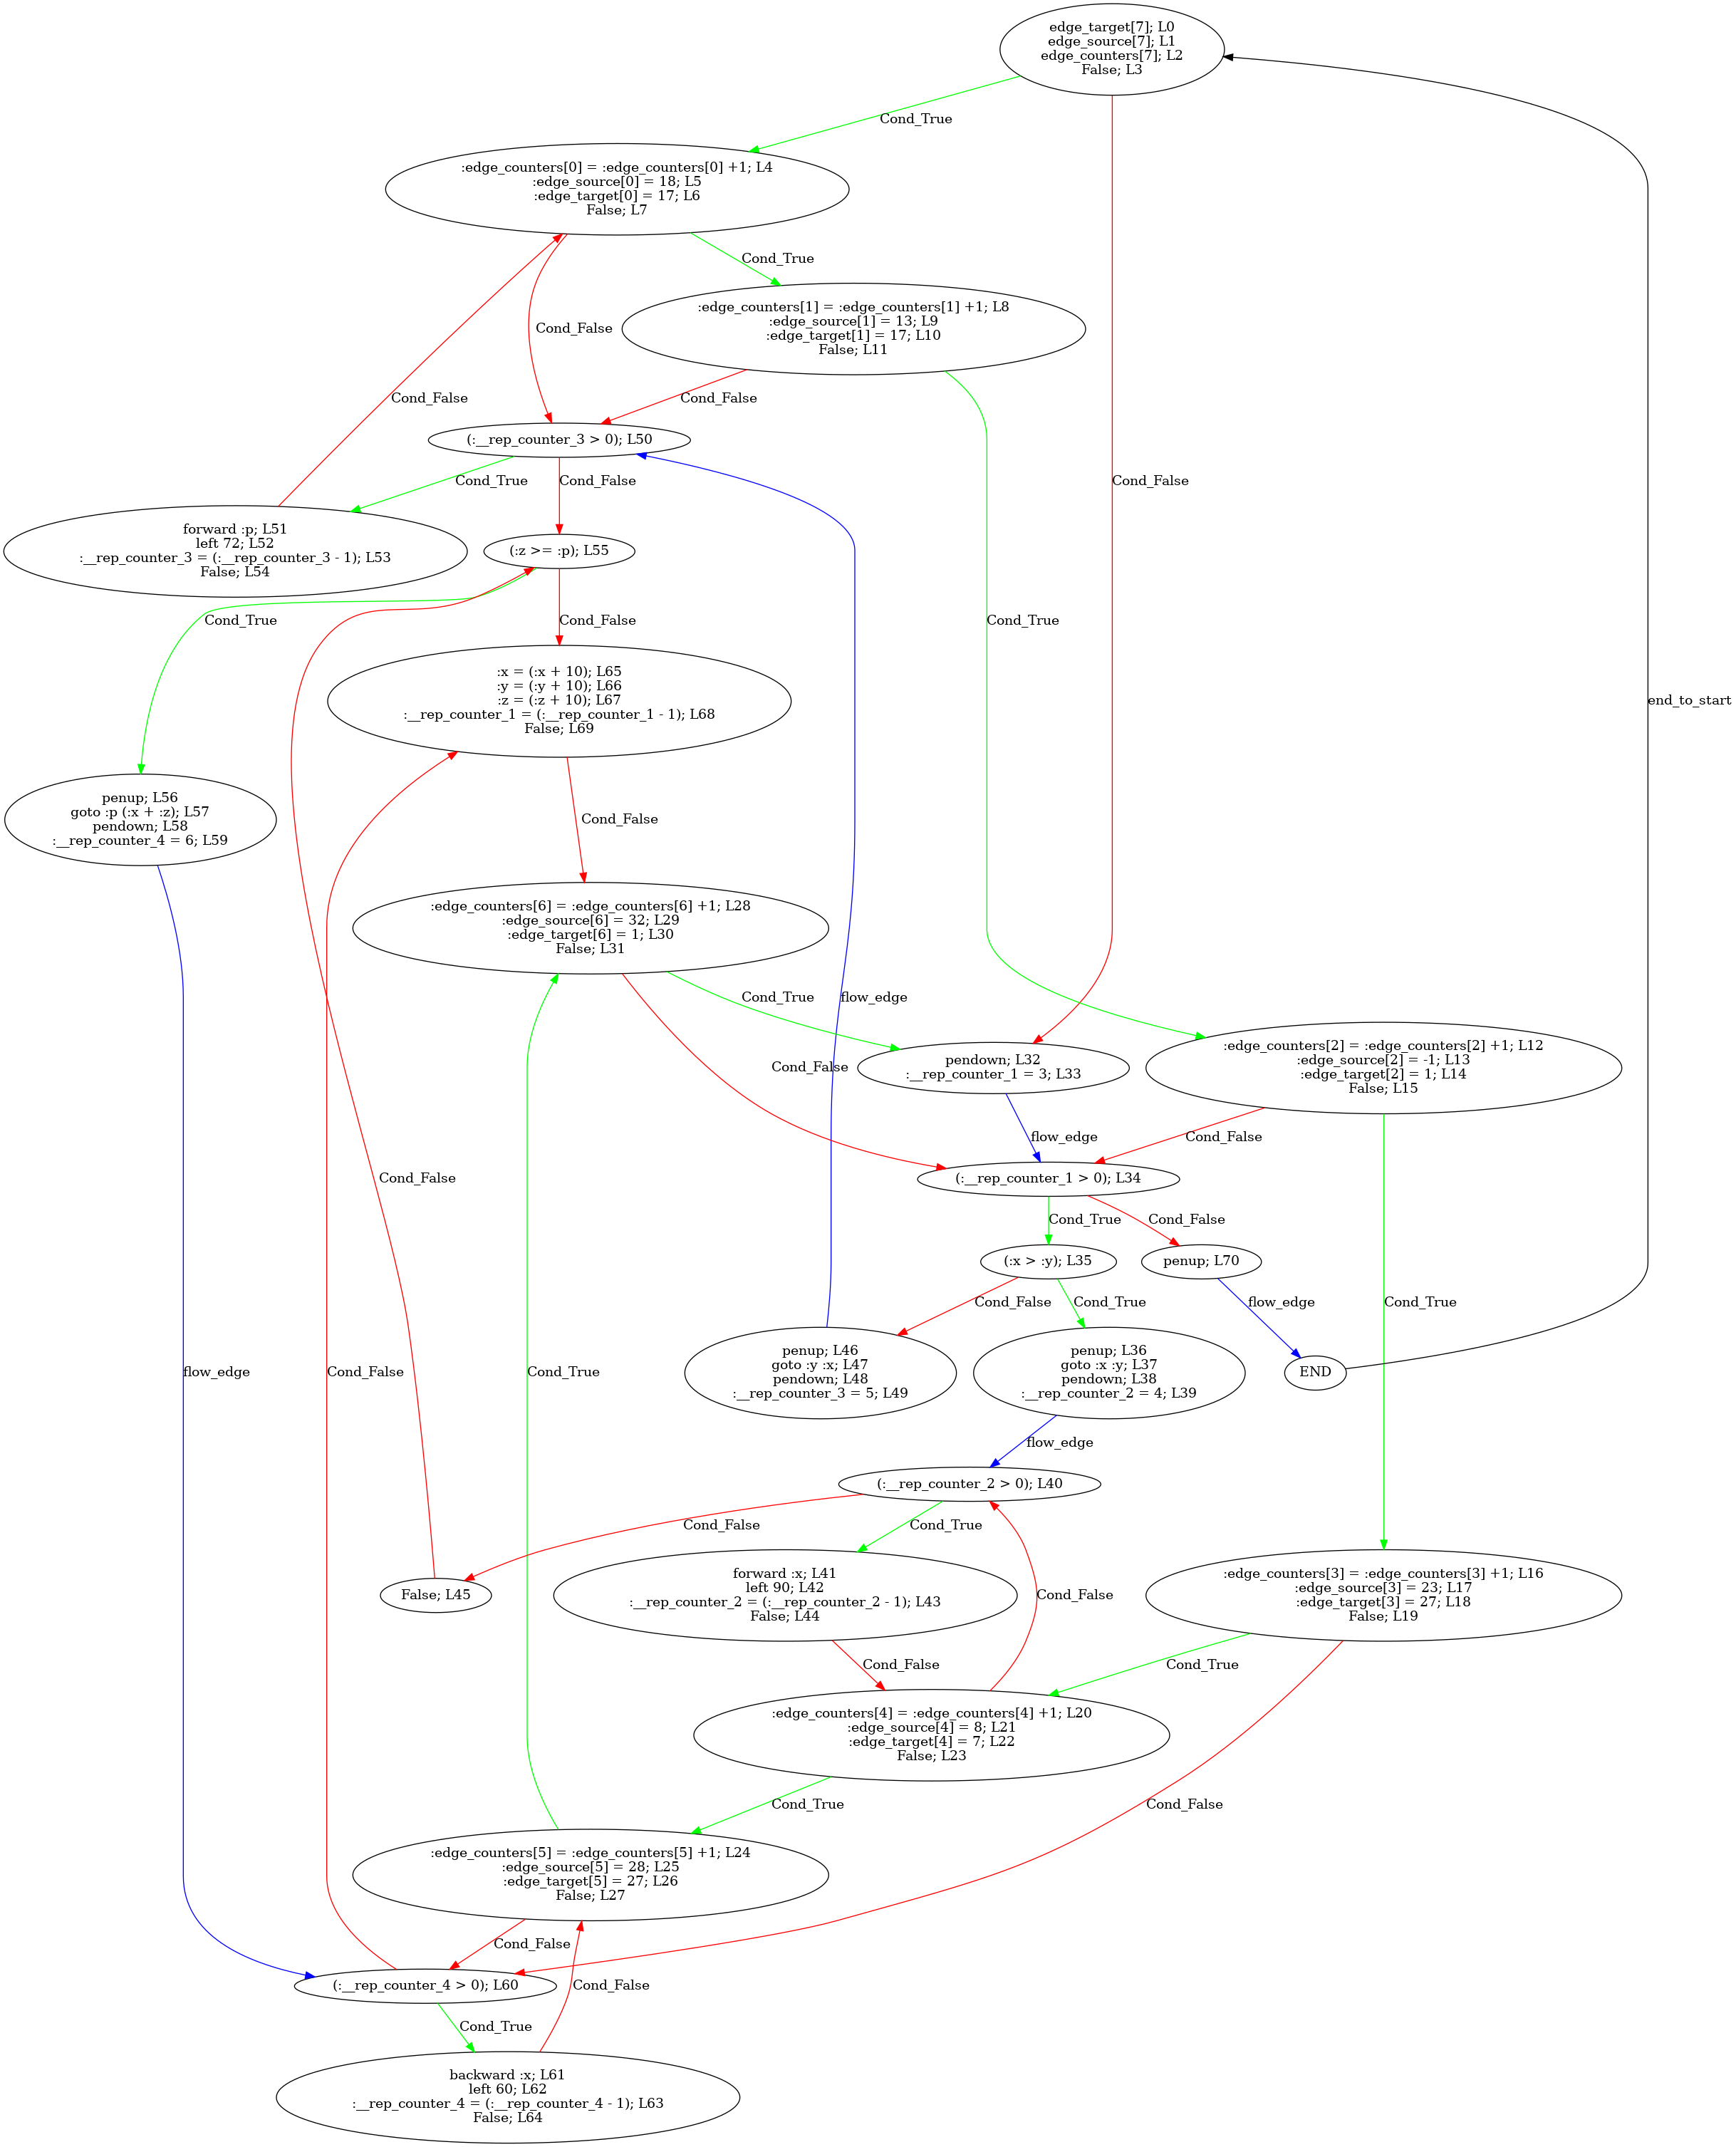 edge_target[7]; L0
edge_source[7]; L1
edge_counters[7]; L2
False; L3
Cond_True
:edge_counters[0] = :edge_counters[0] +1; L4
:edge_source[0] = 18; L5
:edge_target[0] = 17; L6
False; L7
Cond_True
:edge_counters[1] = :edge_counters[1] +1; L8
:edge_source[1] = 13; L9
:edge_target[1] = 17; L10
False; L11
Cond_False
Cond_False
Cond_False
(:__rep_counter_3 > 0); L50
Cond_True
Cond_False
Cond_False
forward :p; L51
left 72; L52
:__rep_counter_3 = (:__rep_counter_3 - 1); L53
False; L54
(:z >= :p); L55
Cond_True
Cond_False
Cond_True
:x = (:x + 10); L65
:y = (:y + 10); L66
:z = (:z + 10); L67
:__rep_counter_1 = (:__rep_counter_1 - 1); L68
False; L69
end_to_start
penup; L56
goto :p (:x + :z); L57
pendown; L58
:__rep_counter_4 = 6; L59
Cond_False
:edge_counters[6] = :edge_counters[6] +1; L28
:edge_source[6] = 32; L29
:edge_target[6] = 1; L30
False; L31
Cond_True
flow_edge
pendown; L32
:__rep_counter_1 = 3; L33
:edge_counters[2] = :edge_counters[2] +1; L12
:edge_source[2] = -1; L13
:edge_target[2] = 1; L14
False; L15
Cond_False
flow_edge
Cond_False
Cond_False
(:__rep_counter_1 > 0); L34
Cond_True
Cond_False
(:x > :y); L35
penup; L70
Cond_False
Cond_True
flow_edge
Cond_True
penup; L46
goto :y :x; L47
pendown; L48
:__rep_counter_3 = 5; L49
penup; L36
goto :x :y; L37
pendown; L38
:__rep_counter_2 = 4; L39
END
flow_edge
Cond_False
Cond_True
flow_edge
(:__rep_counter_2 > 0); L40
Cond_False
Cond_True
False; L45
forward :x; L41
left 90; L42
:__rep_counter_2 = (:__rep_counter_2 - 1); L43
False; L44
Cond_False
:edge_counters[3] = :edge_counters[3] +1; L16
:edge_source[3] = 23; L17
:edge_target[3] = 27; L18
False; L19
Cond_False
Cond_True
:edge_counters[4] = :edge_counters[4] +1; L20
:edge_source[4] = 8; L21
:edge_target[4] = 7; L22
False; L23
Cond_True
Cond_False
:edge_counters[5] = :edge_counters[5] +1; L24
:edge_source[5] = 28; L25
:edge_target[5] = 27; L26
False; L27
Cond_False
(:__rep_counter_4 > 0); L60
Cond_False
Cond_True
backward :x; L61
left 60; L62
:__rep_counter_4 = (:__rep_counter_4 - 1); L63
False; L64